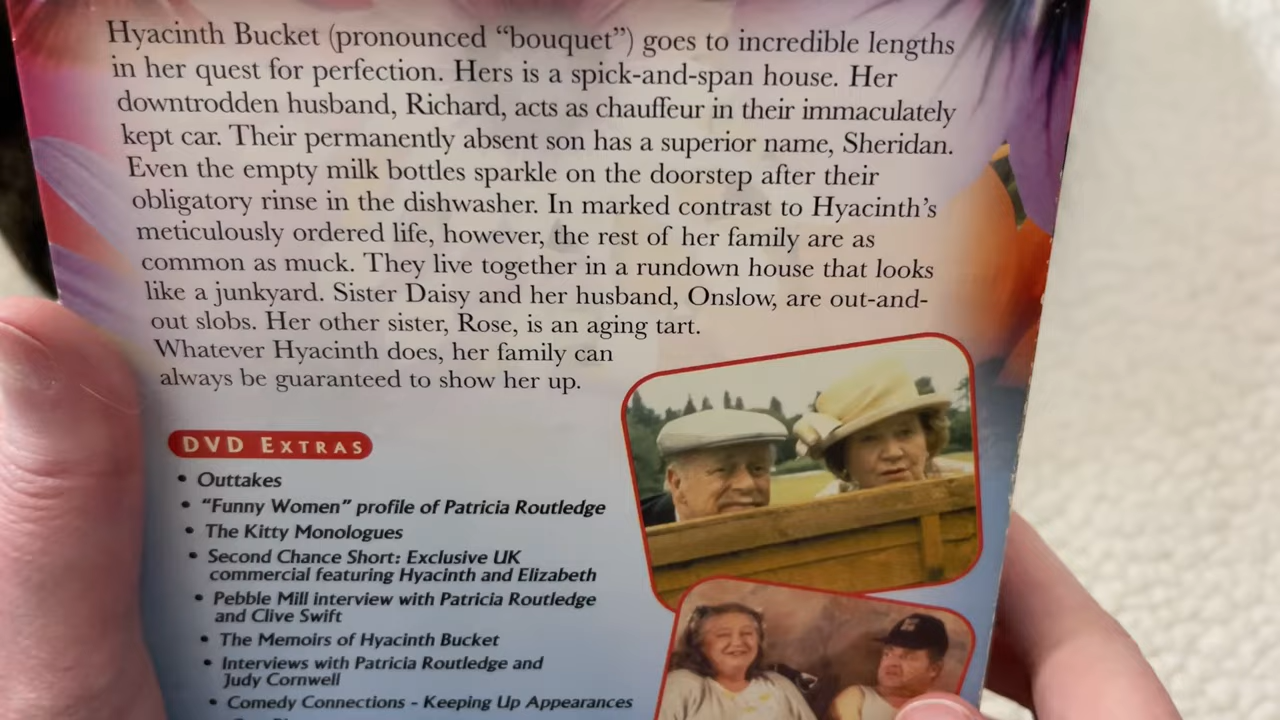 Hyacinth Bucket (pronounced “bouquet”) goes to incredible lengths
in her quest for perfection. Hers is a spick-and-span house. Her
downtrodden husband, Richard, acts as chauffeur in their immaculately
kept car. Their permanently absent son has a superior name, Sheridan.
Even the empty milk bottles sparkle on the doorstep after their
obligatory rinse in the dishwasher. In marked contrast to Hyacinth’s
meticulously ordered life, however, the rest of her family are as
common as muck. They live together in a rundown house that looks
like a junkyard. Sister Daisy and her husband, Onslow, are out-and-
out slobs. Her other sister, Rose, is an aging tart.
Whatever Hyacinth does, her family can
always be guaranteed to show her up.
DVD EXTRAS
• Outtakes
• “Funny Women” profile of Patricia Routledge
• The Kitty Monologues
• Second Chance Short: Exclusive UK
commercial featuring Hyacinth and Elizabeth
• Pebble Mill interview with Patricia Routledge
and Clive Swift
• The Memoirs of Hyacinth Bucket
• Interviews with Patricia Routledge and
Judy Cornwell
• Comedy Connections - Keeping Up Appearances